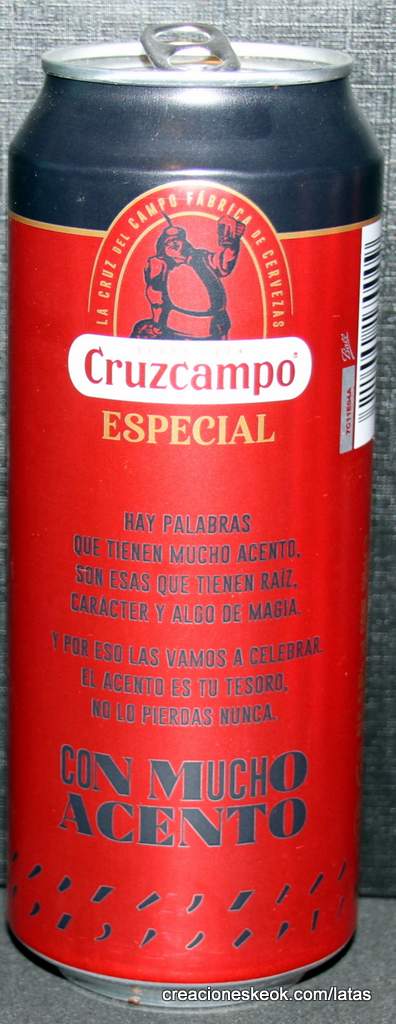 LA CRUZ DEL CAMPO FÁBRICA DE CERVEZAS
Cruzcampo
ESPECIAL
Ball
7C11894A
HAY PALABRAS
QUE TIENEN MUCHO ACENTO,
SON ESAS QUE TIENEN RAÍZ,
CARÁCTER Y ALGO DE MAGIA.
Y POR ESO LAS VAMOS A CELEBRAR.
EL ACENTO ES TU TESORO,
NO LO PIERDAS NUNCA.
CON MUCHO
ACENTO
creacioneskeok.com/latas